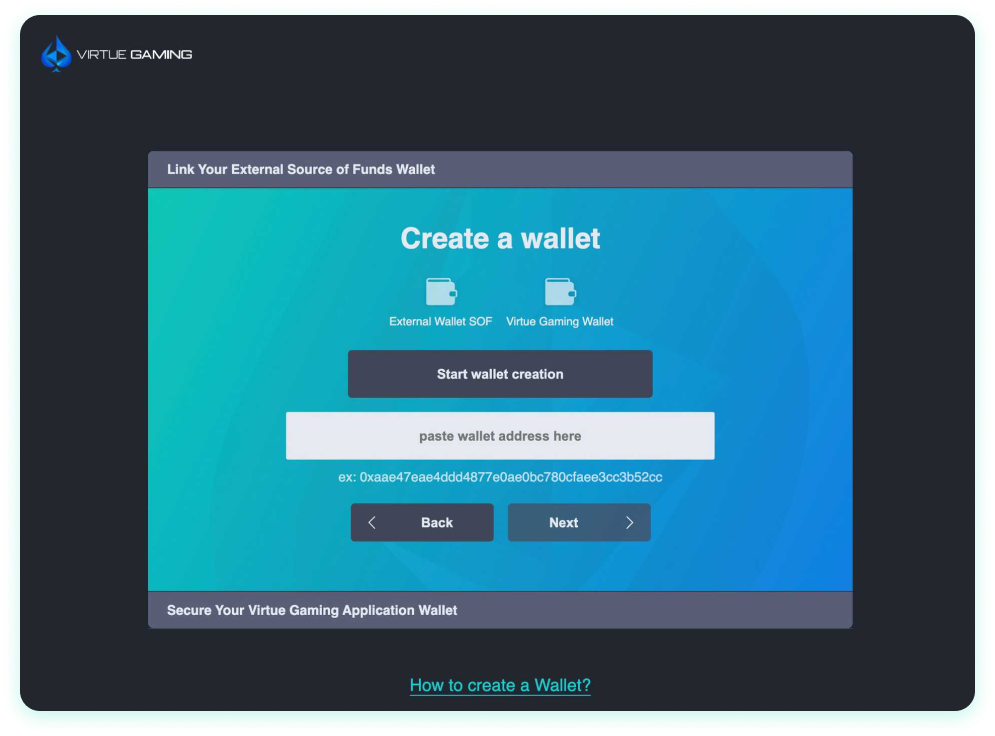 VIRTUE GAMING
Link Your External Source of Funds Wallet
Create a wallet
External Wallet SOF
Virtue Gaming Wallet
Start wallet creation
paste wallet address here
ex: 0xaae47eae4ddd4877e0ae0bc780cfaee3cc3b52cc
Back
Next
Secure Your Virtue Gaming Application Wallet
How to create a Wallet?